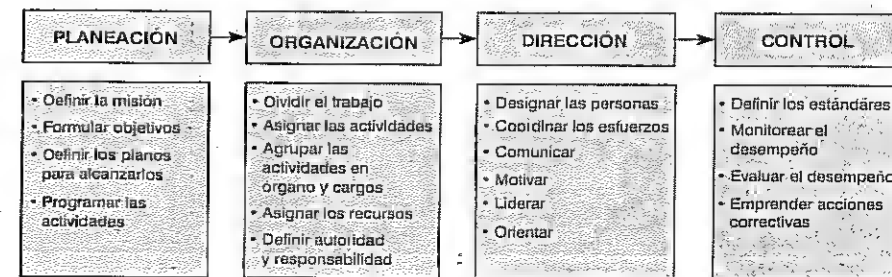 PLANEACIÓN
ORGANIZACIÓN
DIRECCIÓN
CONTROL
• Definir la misión
• Formular objetivos
• Definir los planos
para alcanzarlos
• Programar las
actividades
• Dividir el trabajo
• Asignar las actividades
• Agrupar las
actividades en
órgano y cargos
• Asignar los recursos
• Definir autoridad
y responsabilidad
• Designar las personas
• Coordinar los esfuerzos
• Comunicar
• Motivar
• Liderar
• Orientar
• Definir los estándares
• Monitorear el
desempeño
• Evaluar el desempeño
• Emprender acciones
correctivas